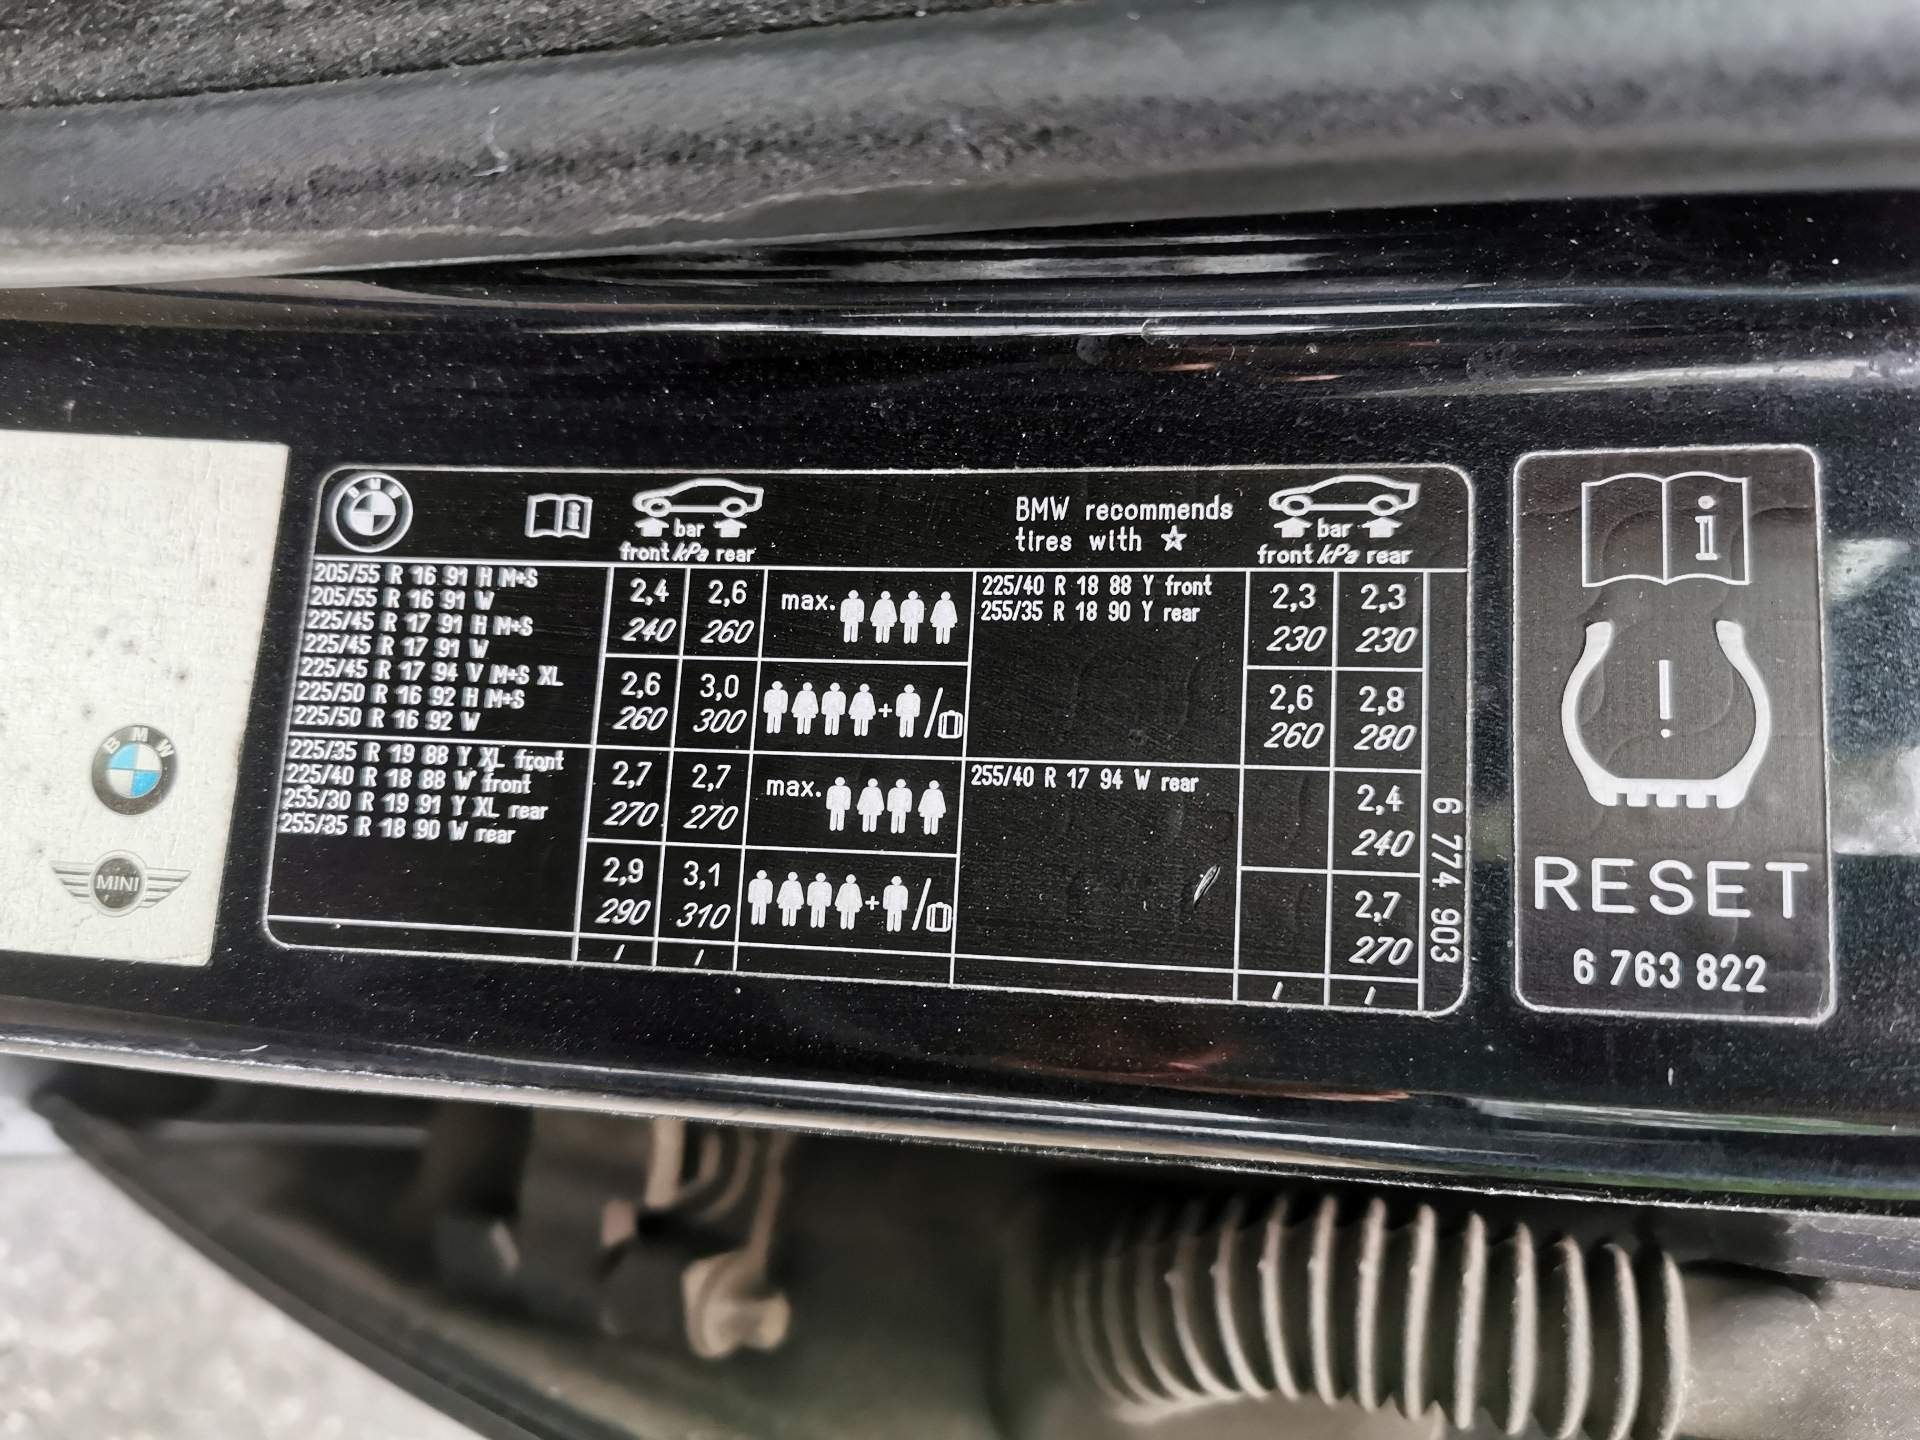 BMW
bar
front kPa rear
BMW recommends
tires with ☆
bar
front kPa rear
205/55 R 16 91 H M+S
205/55 R 16 91 W
225/45 R 17 91 H M+S
225/45 R 17 91 W
225/45 R 17 94 V M+S XL
225/50 R 16 92 H M+S
225/50 R 16 92 W
2,4 2,6
240 260
max.
2,6 3,0
260 300
+ /
225/35 R 19 88 Y XL front
225/40 R 18 88 W front
255/30 R 19 91 Y XL rear
255/35 R 18 90 W rear
2,7 2,7
270 270
max.
2,9 3,1
290 310
+ /
/ /
225/40 R 18 88 Y front
255/35 R 18 90 Y rear
2,3 2,3
230 230
2,6 2,8
260 280
255/40 R 17 94 W rear
2,4
240
2,7
270
/ /
6 774 903
i
!
RESET
6 763 822
BMW
MINI